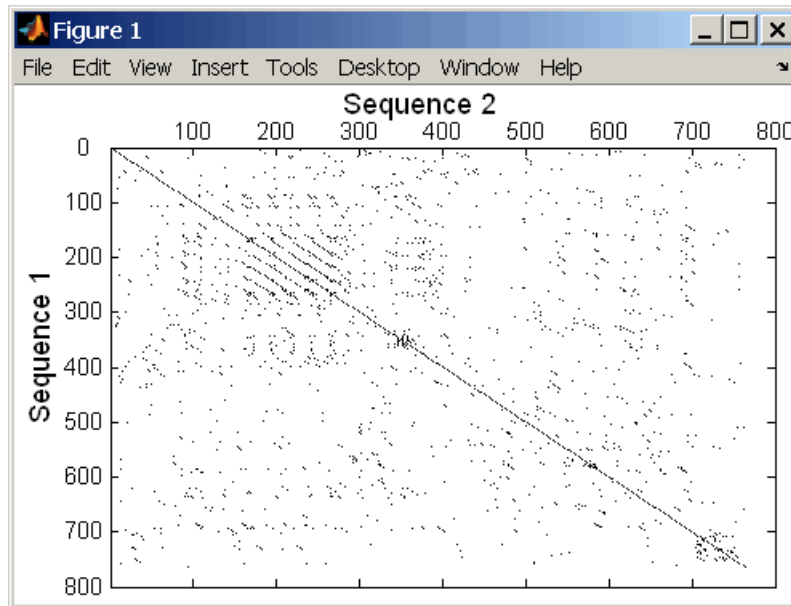 Figure 1
File Edit View Insert Tools Desktop Window Help
Sequence 2
100 200 300 400 500 600 700 800
0
100
200
300
400
500
600
700
800
Sequence 1